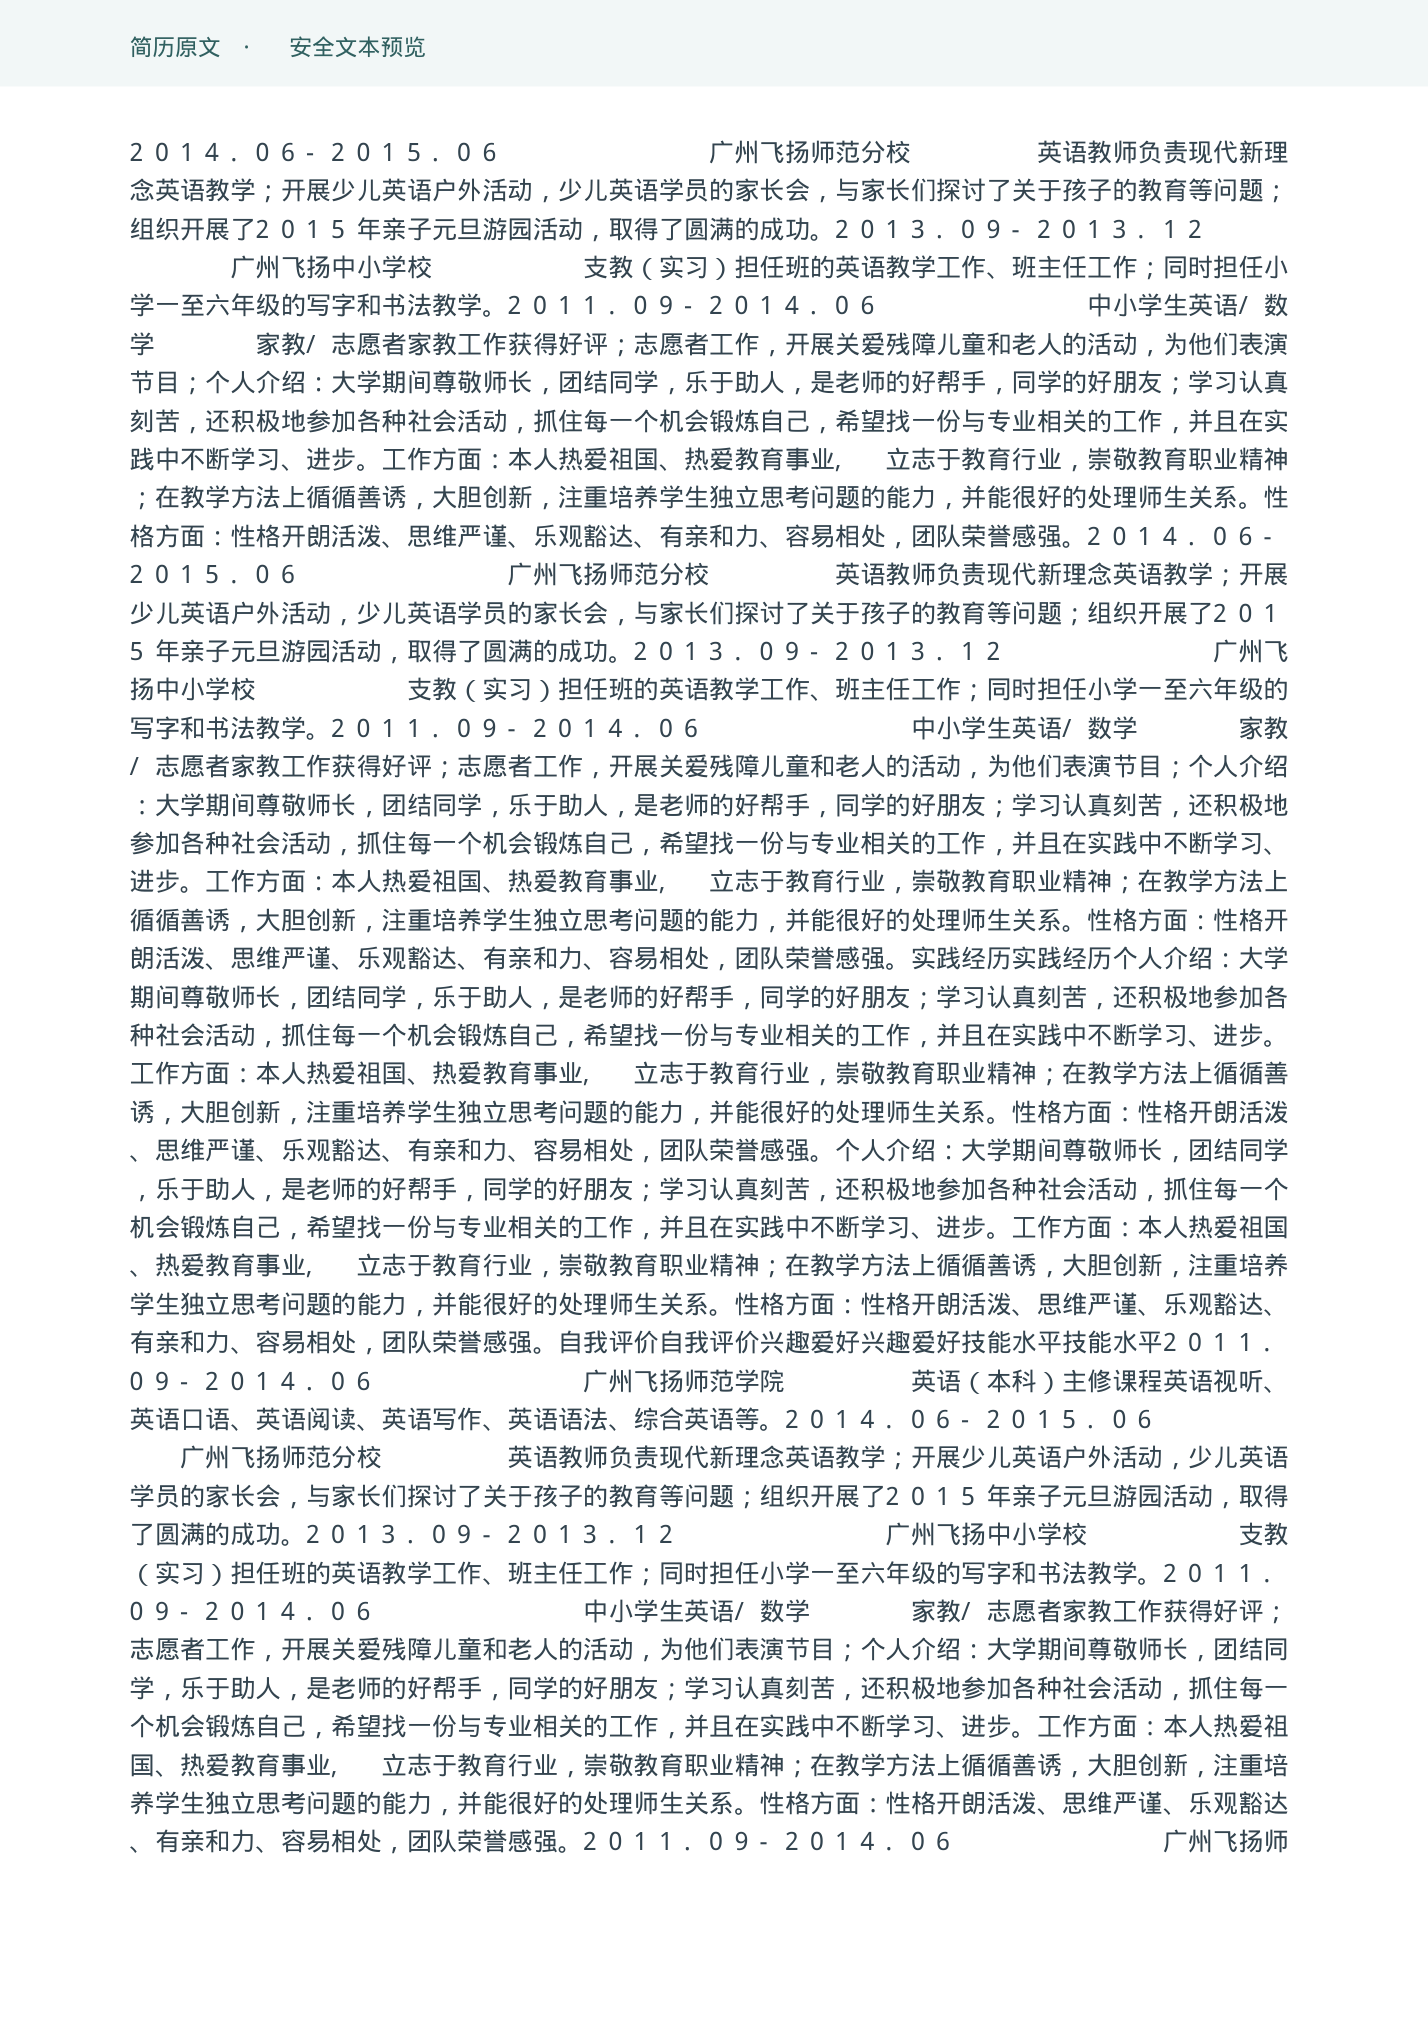 简历原文 · 安全文本预览
2014.06-2015.06 广州飞扬师范分校 英语教师负责现代新理
念英语教学；开展少儿英语户外活动，少儿英语学员的家长会，与家长们探讨了关于孩子的教育等问题；
组织开展了2015年亲子元旦游园活动，取得了圆满的成功。2013.09-2013.12
广州飞扬中小学校 支教（实习）担任班的英语教学工作、班主任工作；同时担任小
学一至六年级的写字和书法教学。2011.09-2014.06 中小学生英语/ 数
学 家教/ 志愿者家教工作获得好评；志愿者工作，开展关爱残障儿童和老人的活动，为他们表演
节目；个人介绍：大学期间尊敬师长，团结同学，乐于助人，是老师的好帮手，同学的好朋友；学习认真
刻苦，还积极地参加各种社会活动，抓住每一个机会锻炼自己，希望找一份与专业相关的工作，并且在实
践中不断学习、进步。工作方面：本人热爱祖国、热爱教育事业, 立志于教育行业，崇敬教育职业精神
；在教学方法上循循善诱，大胆创新，注重培养学生独立思考问题的能力，并能很好的处理师生关系。性
格方面：性格开朗活泼、思维严谨、乐观豁达、有亲和力、容易相处，团队荣誉感强。2014.06-
2015.06 广州飞扬师范分校 英语教师负责现代新理念英语教学；开展
少儿英语户外活动，少儿英语学员的家长会，与家长们探讨了关于孩子的教育等问题；组织开展了201
5年亲子元旦游园活动，取得了圆满的成功。2013.09-2013.12 广州飞
扬中小学校 支教（实习）担任班的英语教学工作、班主任工作；同时担任小学一至六年级的
写字和书法教学。2011.09-2014.06 中小学生英语/ 数学 家教
/ 志愿者家教工作获得好评；志愿者工作，开展关爱残障儿童和老人的活动，为他们表演节目；个人介绍
：大学期间尊敬师长，团结同学，乐于助人，是老师的好帮手，同学的好朋友；学习认真刻苦，还积极地
参加各种社会活动，抓住每一个机会锻炼自己，希望找一份与专业相关的工作，并且在实践中不断学习、
进步。工作方面：本人热爱祖国、热爱教育事业, 立志于教育行业，崇敬教育职业精神；在教学方法上
循循善诱，大胆创新，注重培养学生独立思考问题的能力，并能很好的处理师生关系。性格方面：性格开
朗活泼、思维严谨、乐观豁达、有亲和力、容易相处，团队荣誉感强。实践经历实践经历个人介绍：大学
期间尊敬师长，团结同学，乐于助人，是老师的好帮手，同学的好朋友；学习认真刻苦，还积极地参加各
种社会活动，抓住每一个机会锻炼自己，希望找一份与专业相关的工作，并且在实践中不断学习、进步。
工作方面：本人热爱祖国、热爱教育事业, 立志于教育行业，崇敬教育职业精神；在教学方法上循循善
诱，大胆创新，注重培养学生独立思考问题的能力，并能很好的处理师生关系。性格方面：性格开朗活泼
、思维严谨、乐观豁达、有亲和力、容易相处，团队荣誉感强。个人介绍：大学期间尊敬师长，团结同学
，乐于助人，是老师的好帮手，同学的好朋友；学习认真刻苦，还积极地参加各种社会活动，抓住每一个
机会锻炼自己，希望找一份与专业相关的工作，并且在实践中不断学习、进步。工作方面：本人热爱祖国
、热爱教育事业, 立志于教育行业，崇敬教育职业精神；在教学方法上循循善诱，大胆创新，注重培养
学生独立思考问题的能力，并能很好的处理师生关系。性格方面：性格开朗活泼、思维严谨、乐观豁达、
有亲和力、容易相处，团队荣誉感强。自我评价自我评价兴趣爱好兴趣爱好技能水平技能水平2011.
09-2014.06 广州飞扬师范学院 英语（本科）主修课程英语视听、
英语口语、英语阅读、英语写作、英语语法、综合英语等。2014.06-2015.06
广州飞扬师范分校 英语教师负责现代新理念英语教学；开展少儿英语户外活动，少儿英语
学员的家长会，与家长们探讨了关于孩子的教育等问题；组织开展了2015年亲子元旦游园活动，取得
了圆满的成功。2013.09-2013.12 广州飞扬中小学校 支教
（实习）担任班的英语教学工作、班主任工作；同时担任小学一至六年级的写字和书法教学。2011.
09-2014.06 中小学生英语/ 数学 家教/ 志愿者家教工作获得好评；
志愿者工作，开展关爱残障儿童和老人的活动，为他们表演节目；个人介绍：大学期间尊敬师长，团结同
学，乐于助人，是老师的好帮手，同学的好朋友；学习认真刻苦，还积极地参加各种社会活动，抓住每一
个机会锻炼自己，希望找一份与专业相关的工作，并且在实践中不断学习、进步。工作方面：本人热爱祖
国、热爱教育事业, 立志于教育行业，崇敬教育职业精神；在教学方法上循循善诱，大胆创新，注重培
养学生独立思考问题的能力，并能很好的处理师生关系。性格方面：性格开朗活泼、思维严谨、乐观豁达
、有亲和力、容易相处，团队荣誉感强。2011.09-2014.06 广州飞扬师